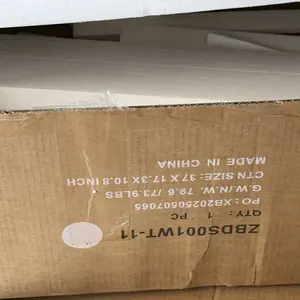 ZBDS001WT-11
QTY: 1 PC
PO: XB20250507065
G.W./N.W. 79.6 /73.9LBS
CTN SIZE: 37 X 17.3X 10.8 INCH
MADE IN CHINA